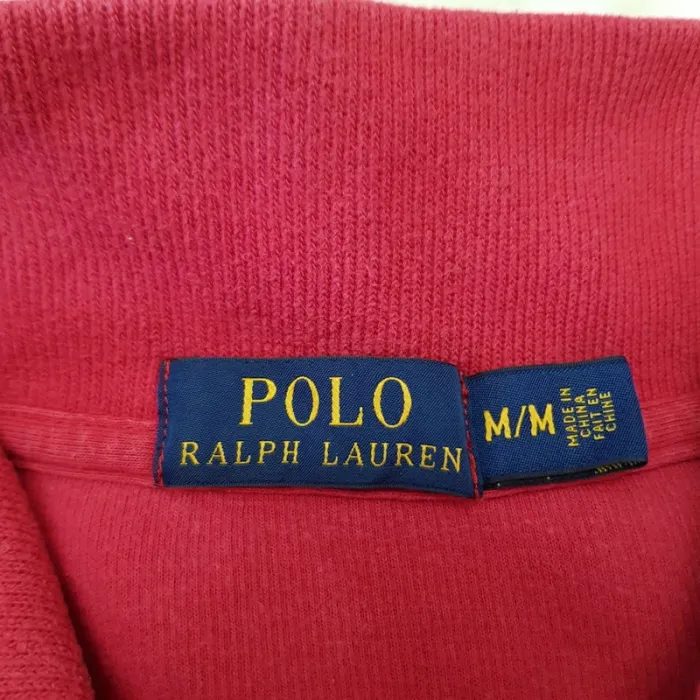 POLO
RALPH LAUREN
M/M
MADE IN
CHINA
FAIT EN
CHINE